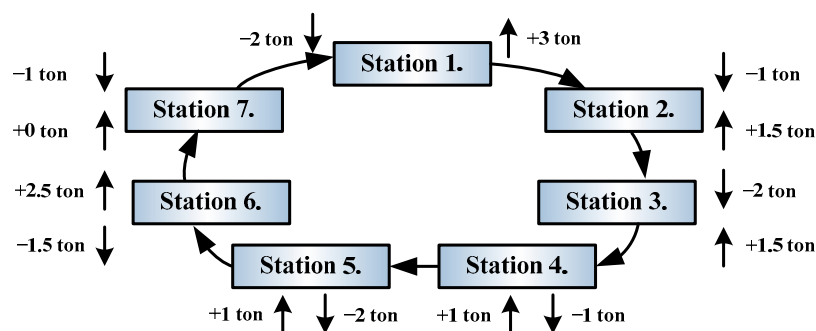 −2 ton
Station 1.
+3 ton
−1 ton
Station 7.
+0 ton
Station 2.
−1 ton
+1.5 ton
+2.5 ton
Station 6.
−1.5 ton
Station 3.
−2 ton
+1.5 ton
Station 5.
Station 4.
+1 ton
−2 ton
+1 ton
−1 ton